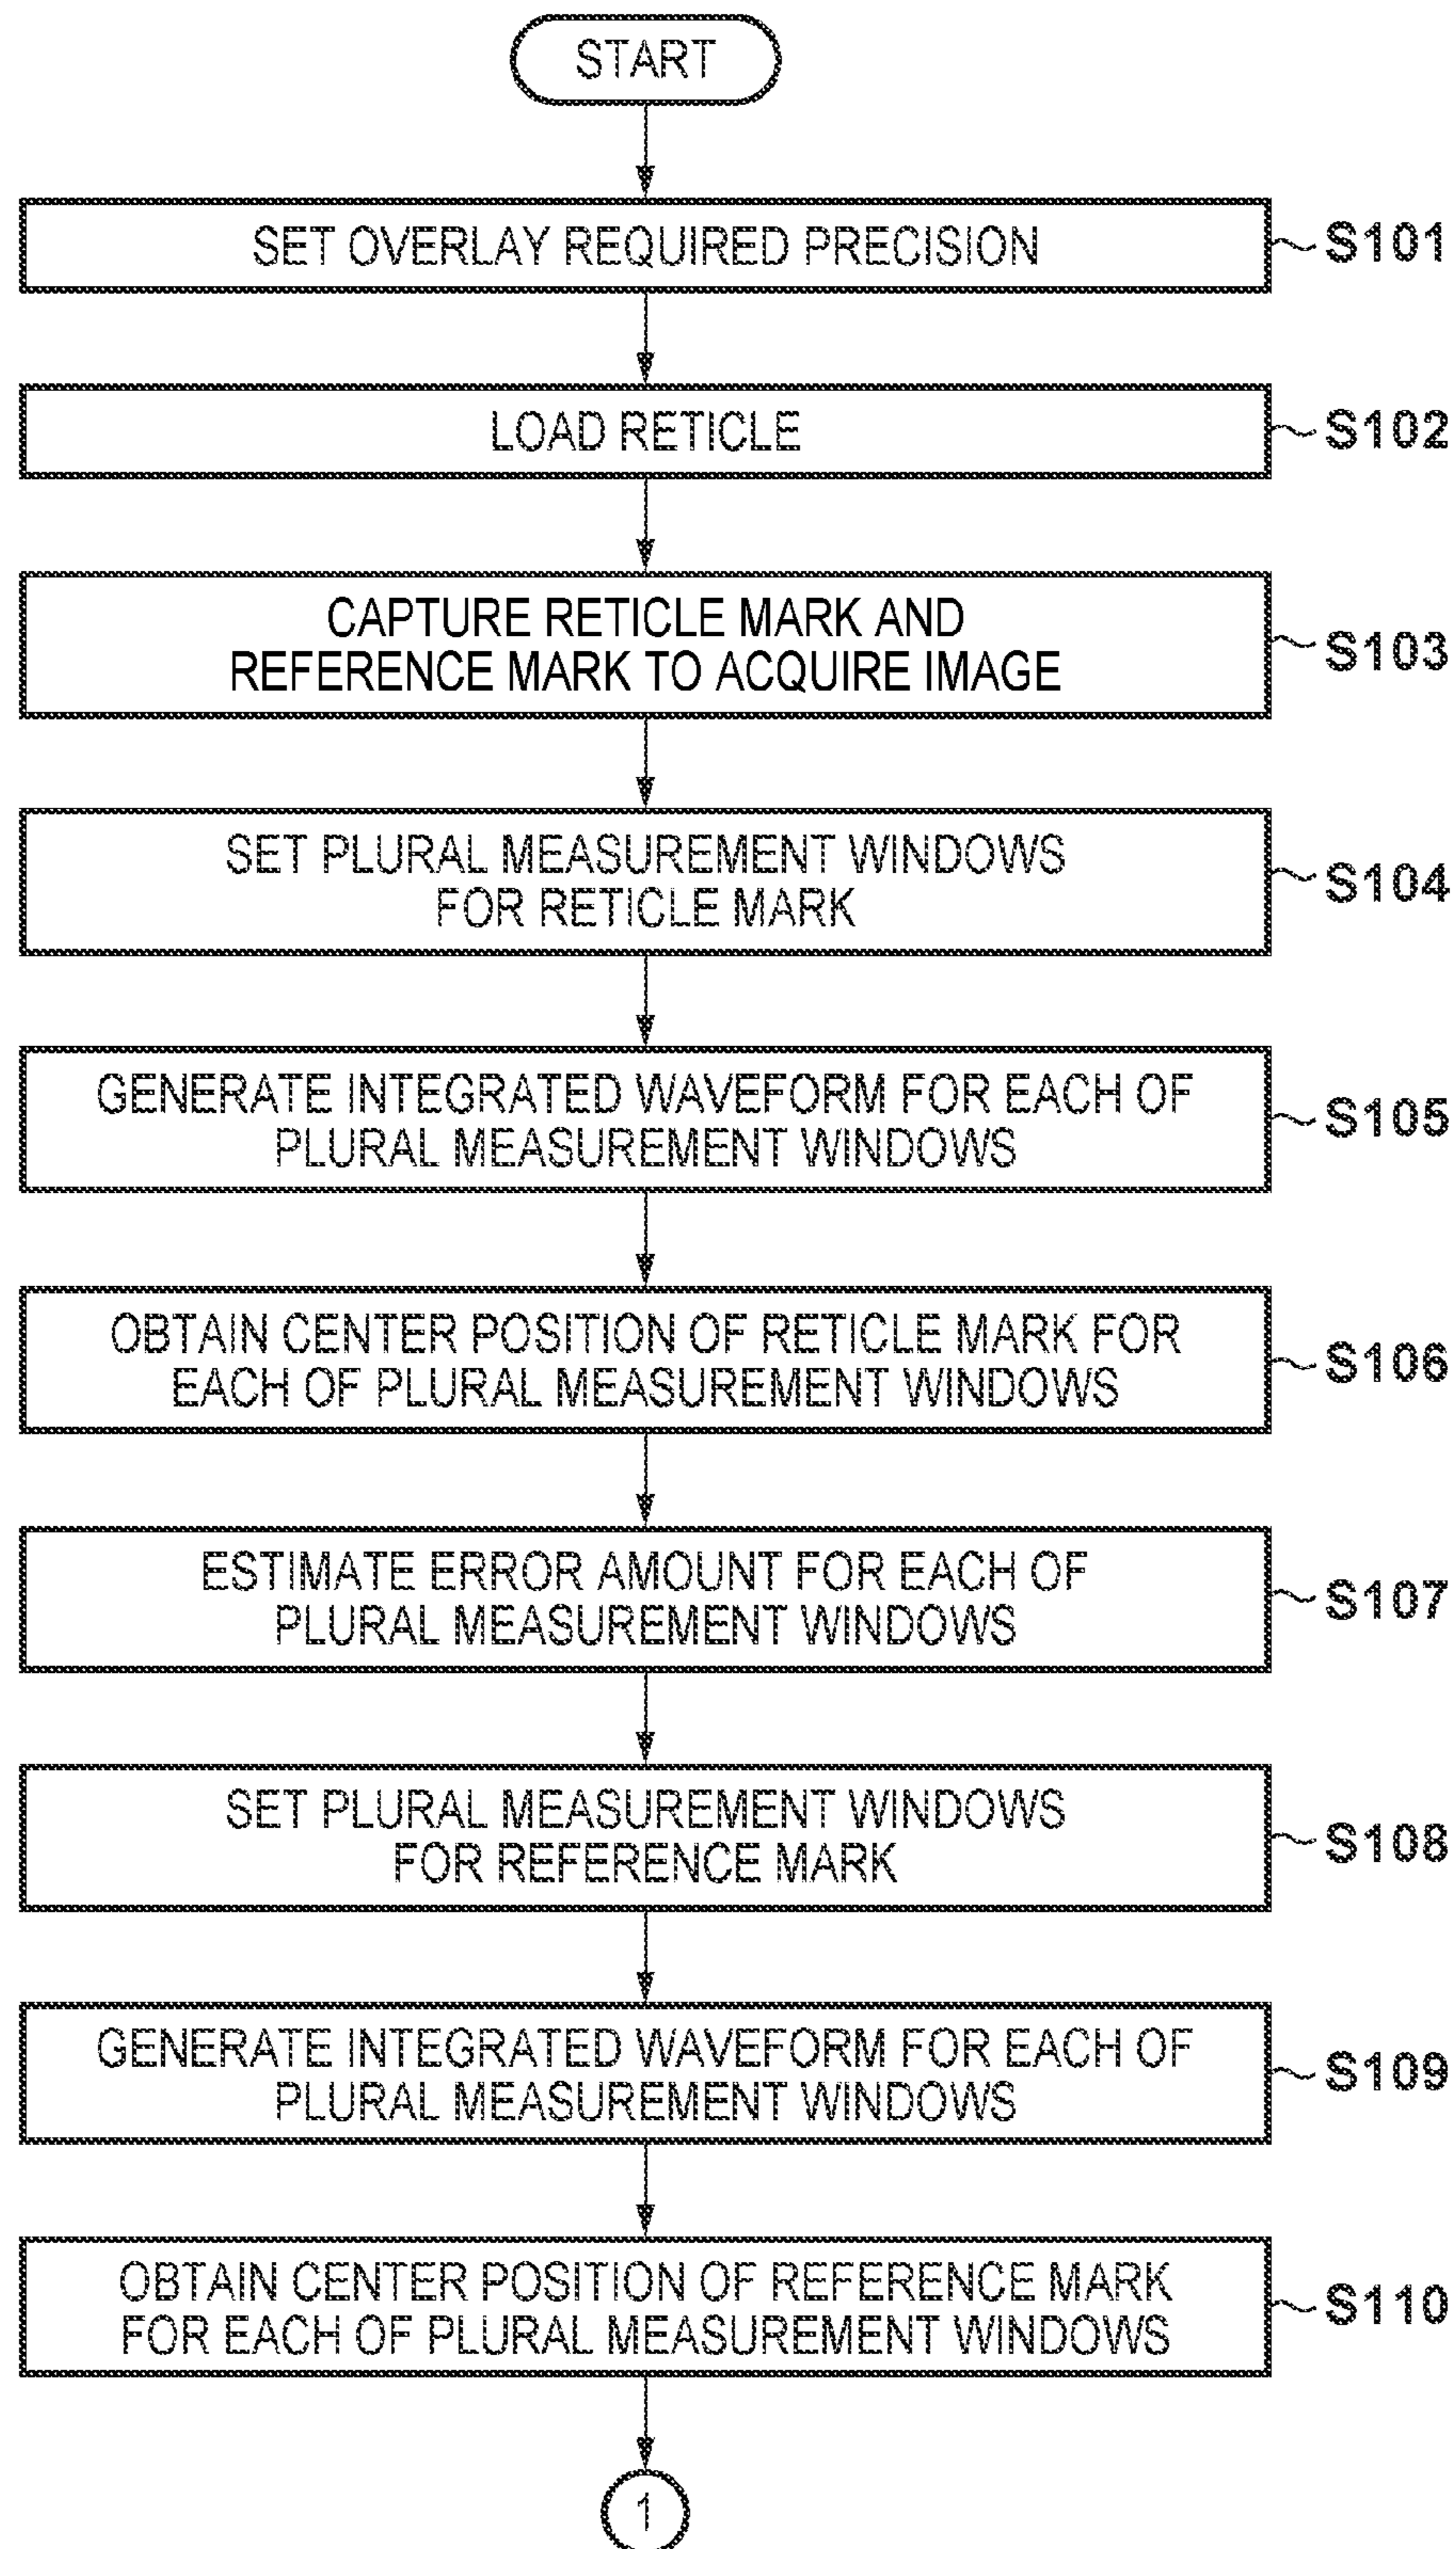 START
SET OVERLAY REQUIRED PRECISION
S101
LOAD RETICLE
S102
CAPTURE RETICLE MARK AND
REFERENCE MARK TO ACQUIRE IMAGE
S103
SET PLURAL MEASUREMENT WINDOWS
FOR RETICLE MARK
S104
GENERATE INTEGRATED WAVEFORM FOR EACH OF
PLURAL MEASUREMENT WINDOWS
S105
OBTAIN CENTER POSITION OF RETICLE MARK FOR
EACH OF PLURAL MEASUREMENT WINDOWS
S106
ESTIMATE ERROR AMOUNT FOR EACH OF
PLURAL MEASUREMENT WINDOWS
S107
SET PLURAL MEASUREMENT WINDOWS
FOR REFERENCE MARK
S108
GENERATE INTEGRATED WAVEFORM FOR EACH OF
PLURAL MEASUREMENT WINDOWS
S109
OBTAIN CENTER POSITION OF REFERENCE MARK
FOR EACH OF PLURAL MEASUREMENT WINDOWS
S110
1